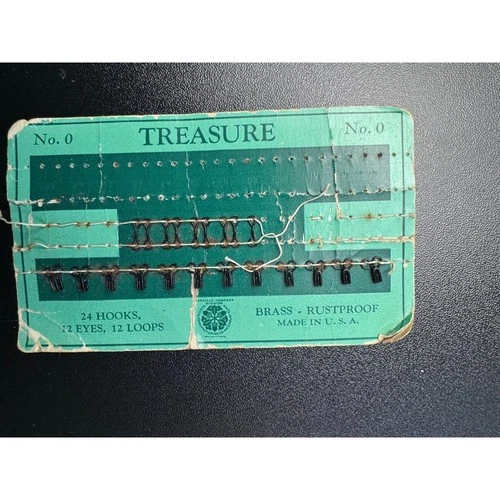 No. 0 TREASURE No. 0
24 HOOKS,
12 EYES, 12 LOOPS
BRASS - RUSTPROOF
MADE IN U. S. A.